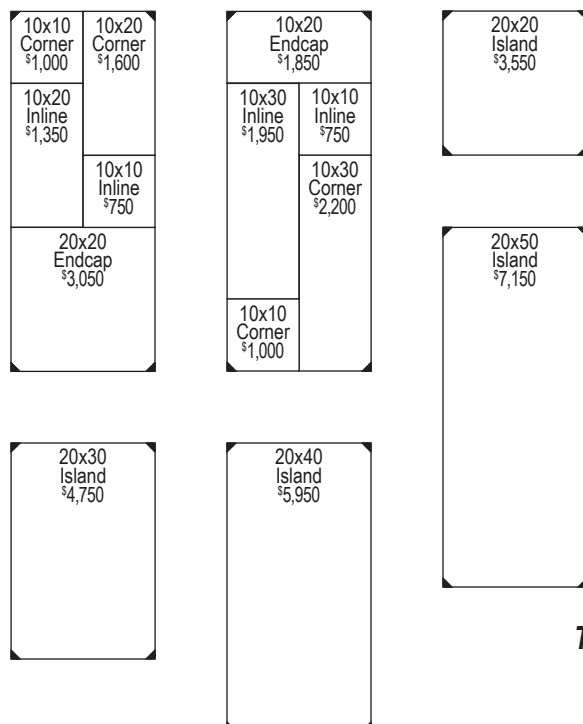 10x10
Corner
$1,000
10x20
Corner
$1,600
10x20
Inline
$1,350
10x10
Inline
$750
20x20
Endcap
$3,050
10x20
Endcap
$1,850
10x30
Inline
$1,950
10x10
Inline
$750
10x30
Corner
$2,200
10x10
Corner
$1,000
20x20
Island
$3,550
20x50
Island
$7,150
20x30
Island
$4,750
20x40
Island
$5,950